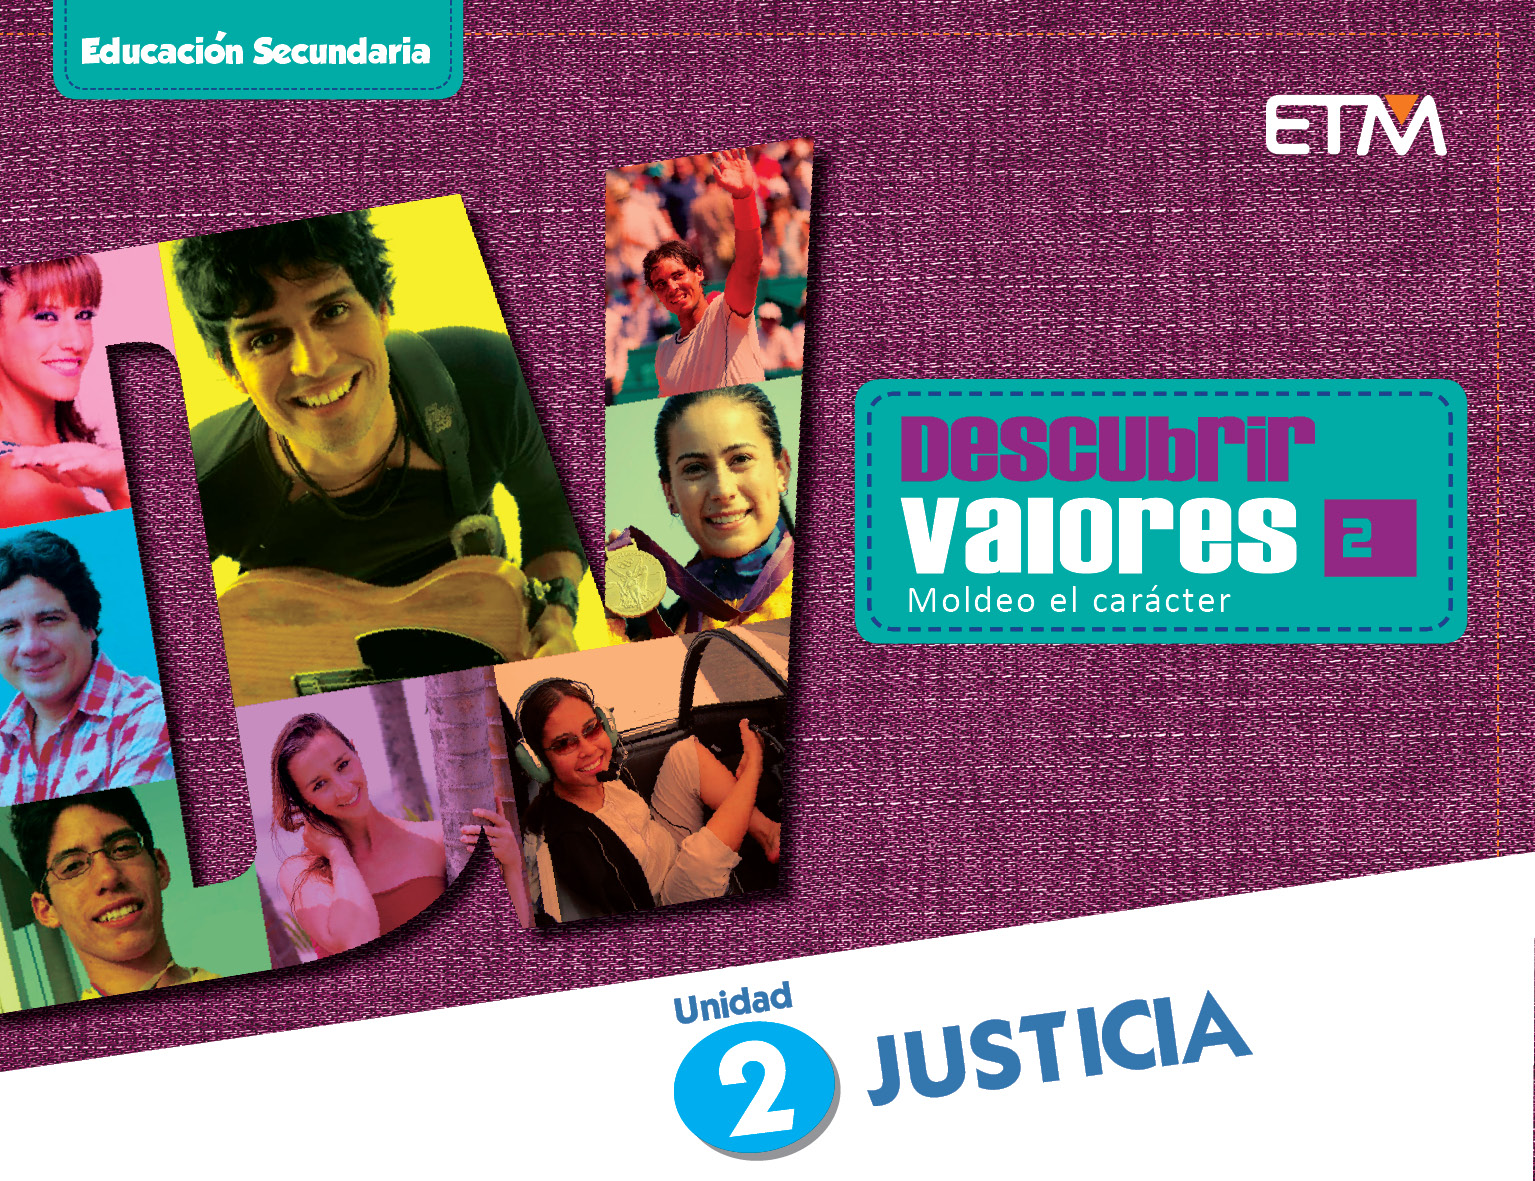 Educación Secundaria
ETM
Descubrir
valores 2
Moldeo el carácter
Unidad
2 JUSTICIA